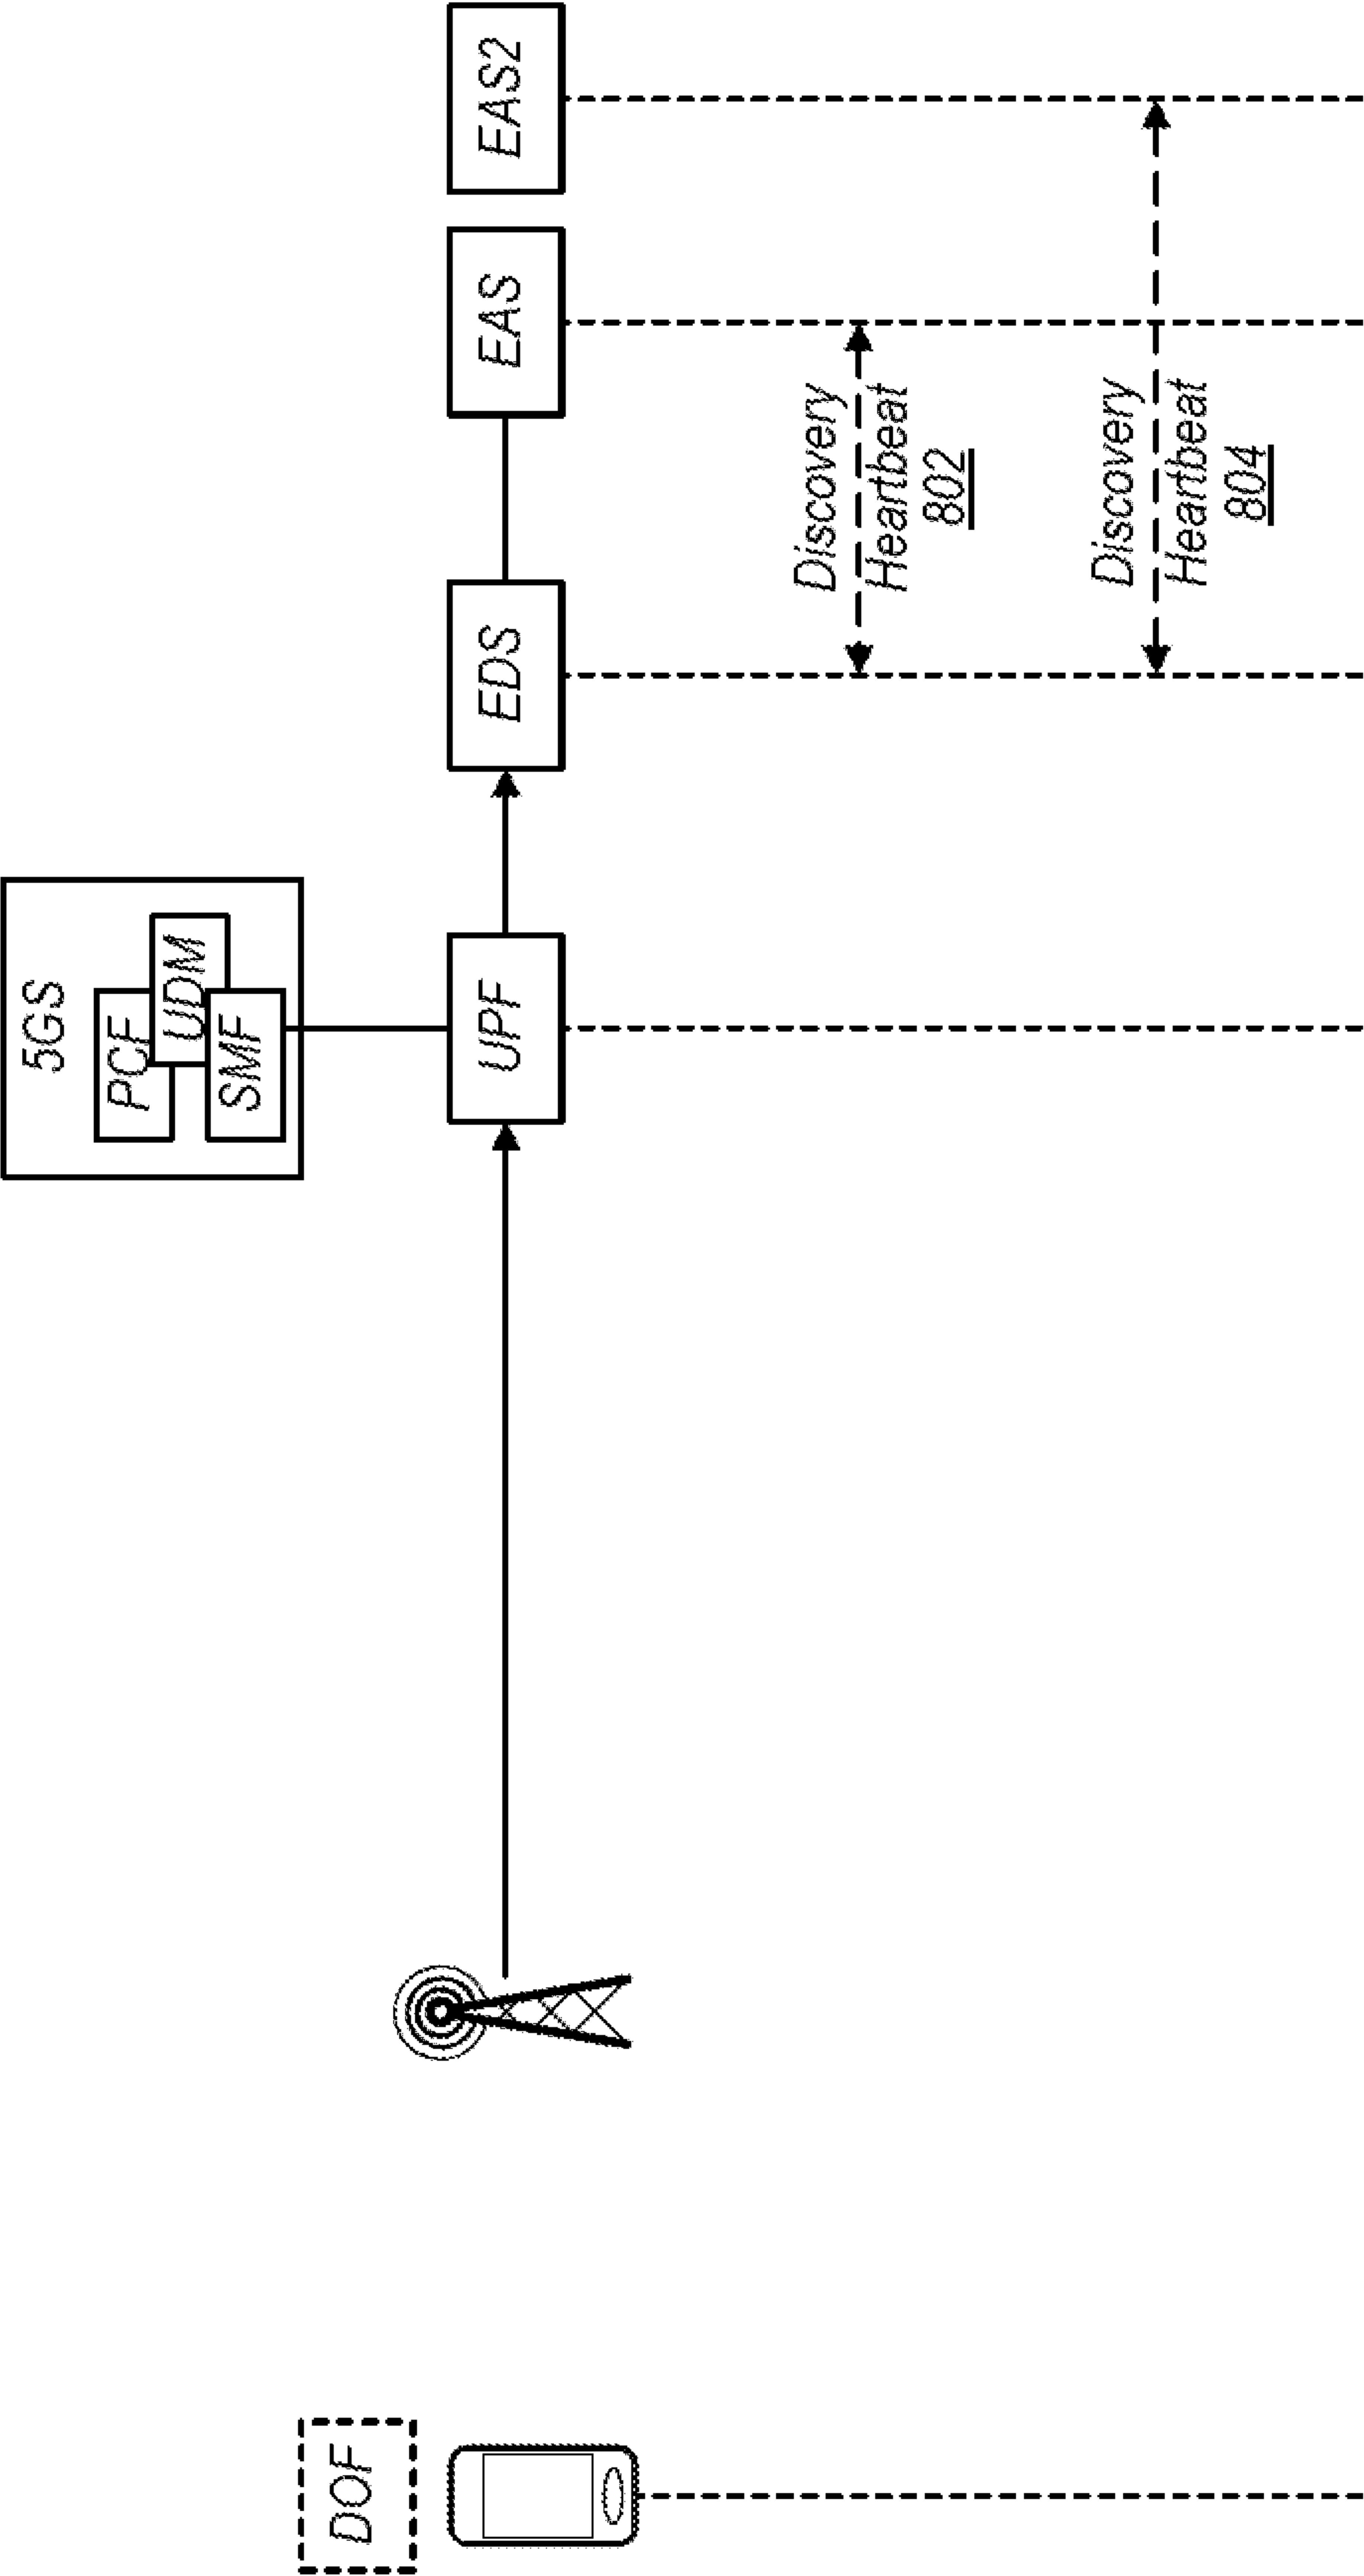 5GS
PCF
UDM
SMF
DOF
UPF
EDS
EAS
EAS2
Discovery
Heartbeat
802
Discovery
Heartbeat
804